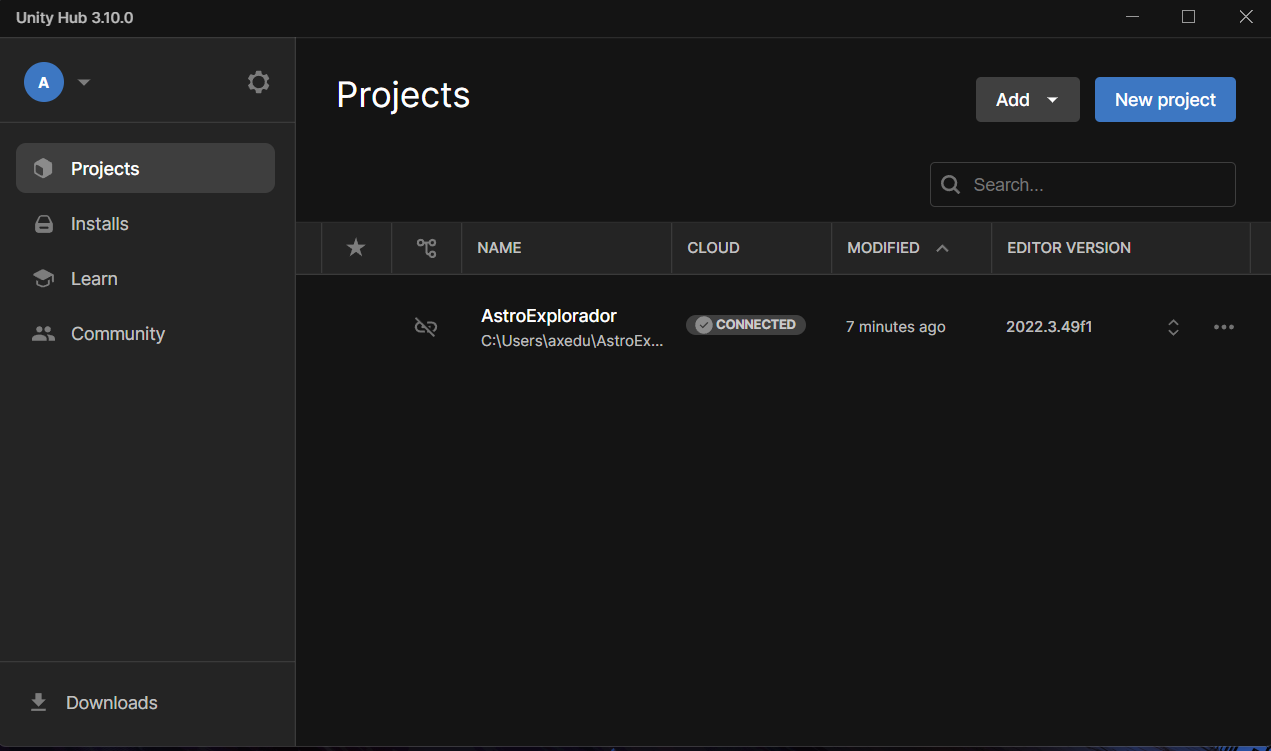 Unity Hub 3.10.0
A
Projects
Installs
Learn
Community
Downloads
Projects
Add
New project
Search...
NAME CLOUD MODIFIED EDITOR VERSION
AstroExplorador CONNECTED 7 minutes ago 2022.3.49f1
C:\Users\axedu\AstroEx...